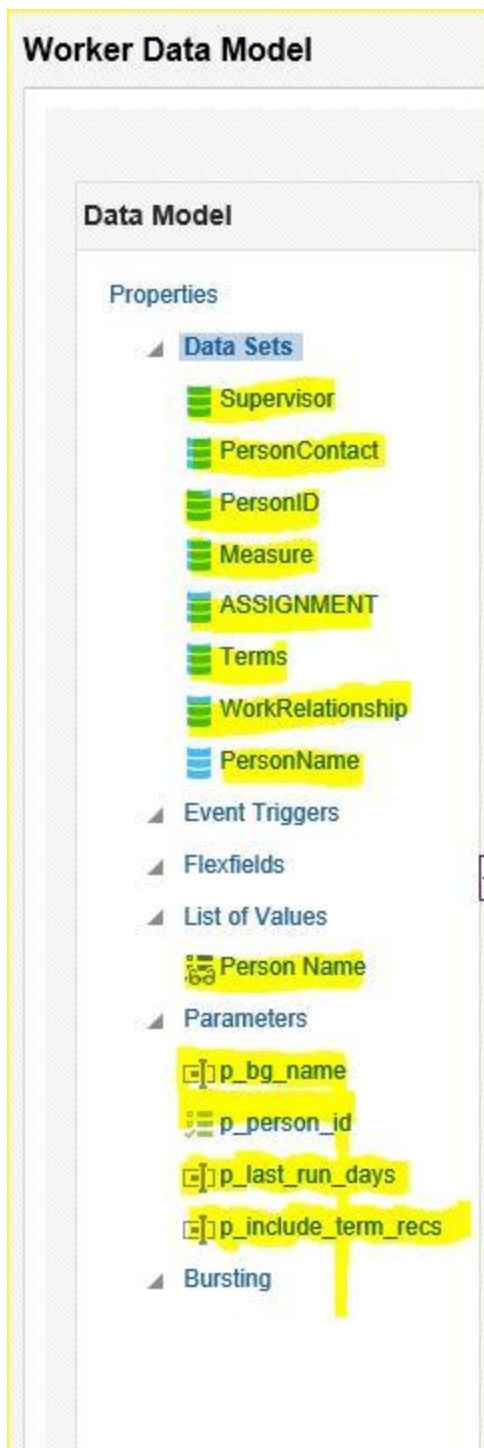 Worker Data Model
Data Model
Properties
Data Sets
Supervisor
PersonContact
PersonID
Measure
ASSIGNMENT
Terms
WorkRelationship
PersonName
Event Triggers
Flexfields
List of Values
Person Name
Parameters
p_bg_name
p_person_id
p_last_run_days
p_include_term_recs
Bursting